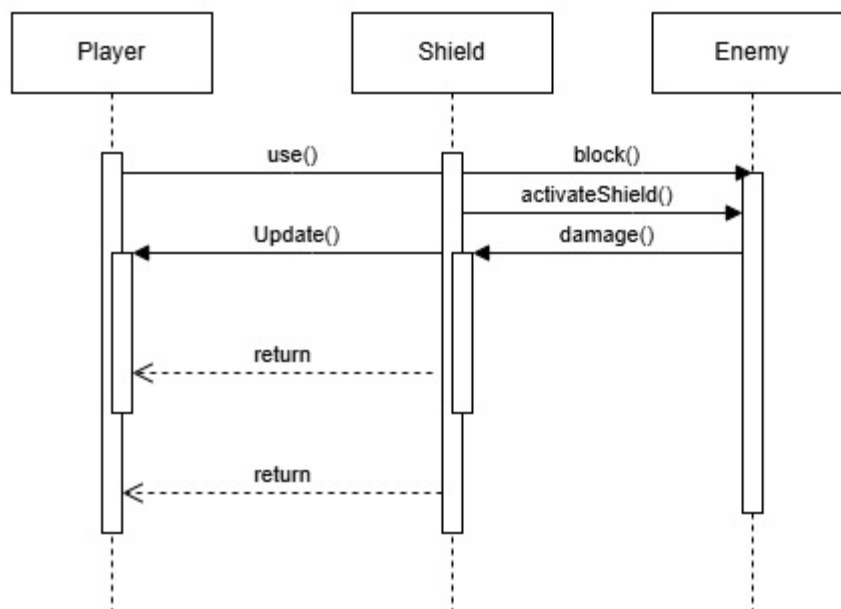 Player
Shield
Enemy
use()
block()
activateShield()
Update()
damage()
return
return